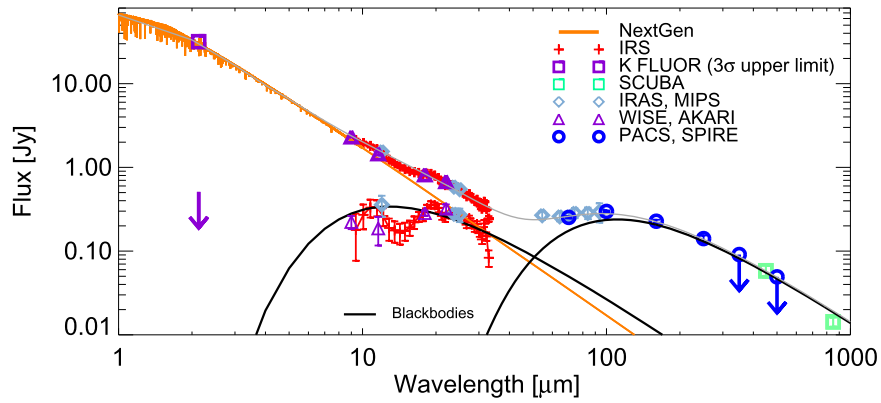 Flux [Jy]
10.00
1.00
0.10
0.01
NextGen
IRS
K FLUOR (3σ upper limit)
SCUBA
IRAS, MIPS
WISE, AKARI
PACS, SPIRE
Blackbodies
1 10 100 1000
Wavelength [μm]